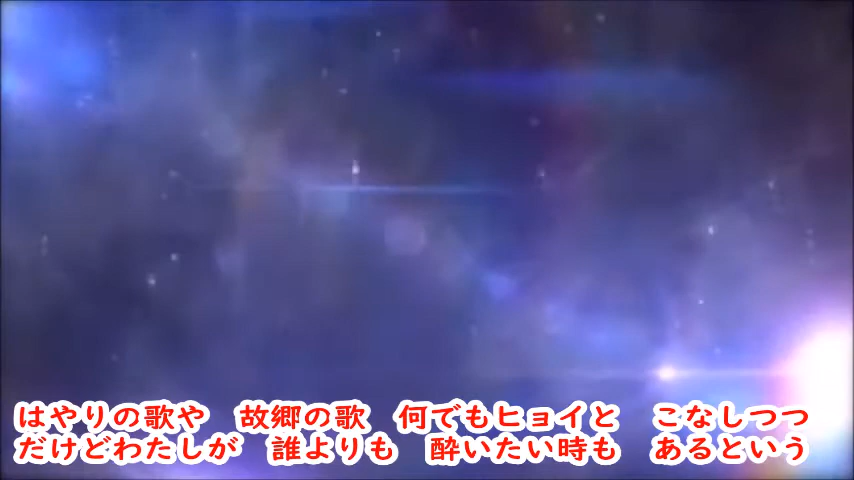 はやりの歌や　故郷の歌　何でもヒョイと　こなしつつ
だけどわたしが　誰よりも　酔いたい時も　あるという